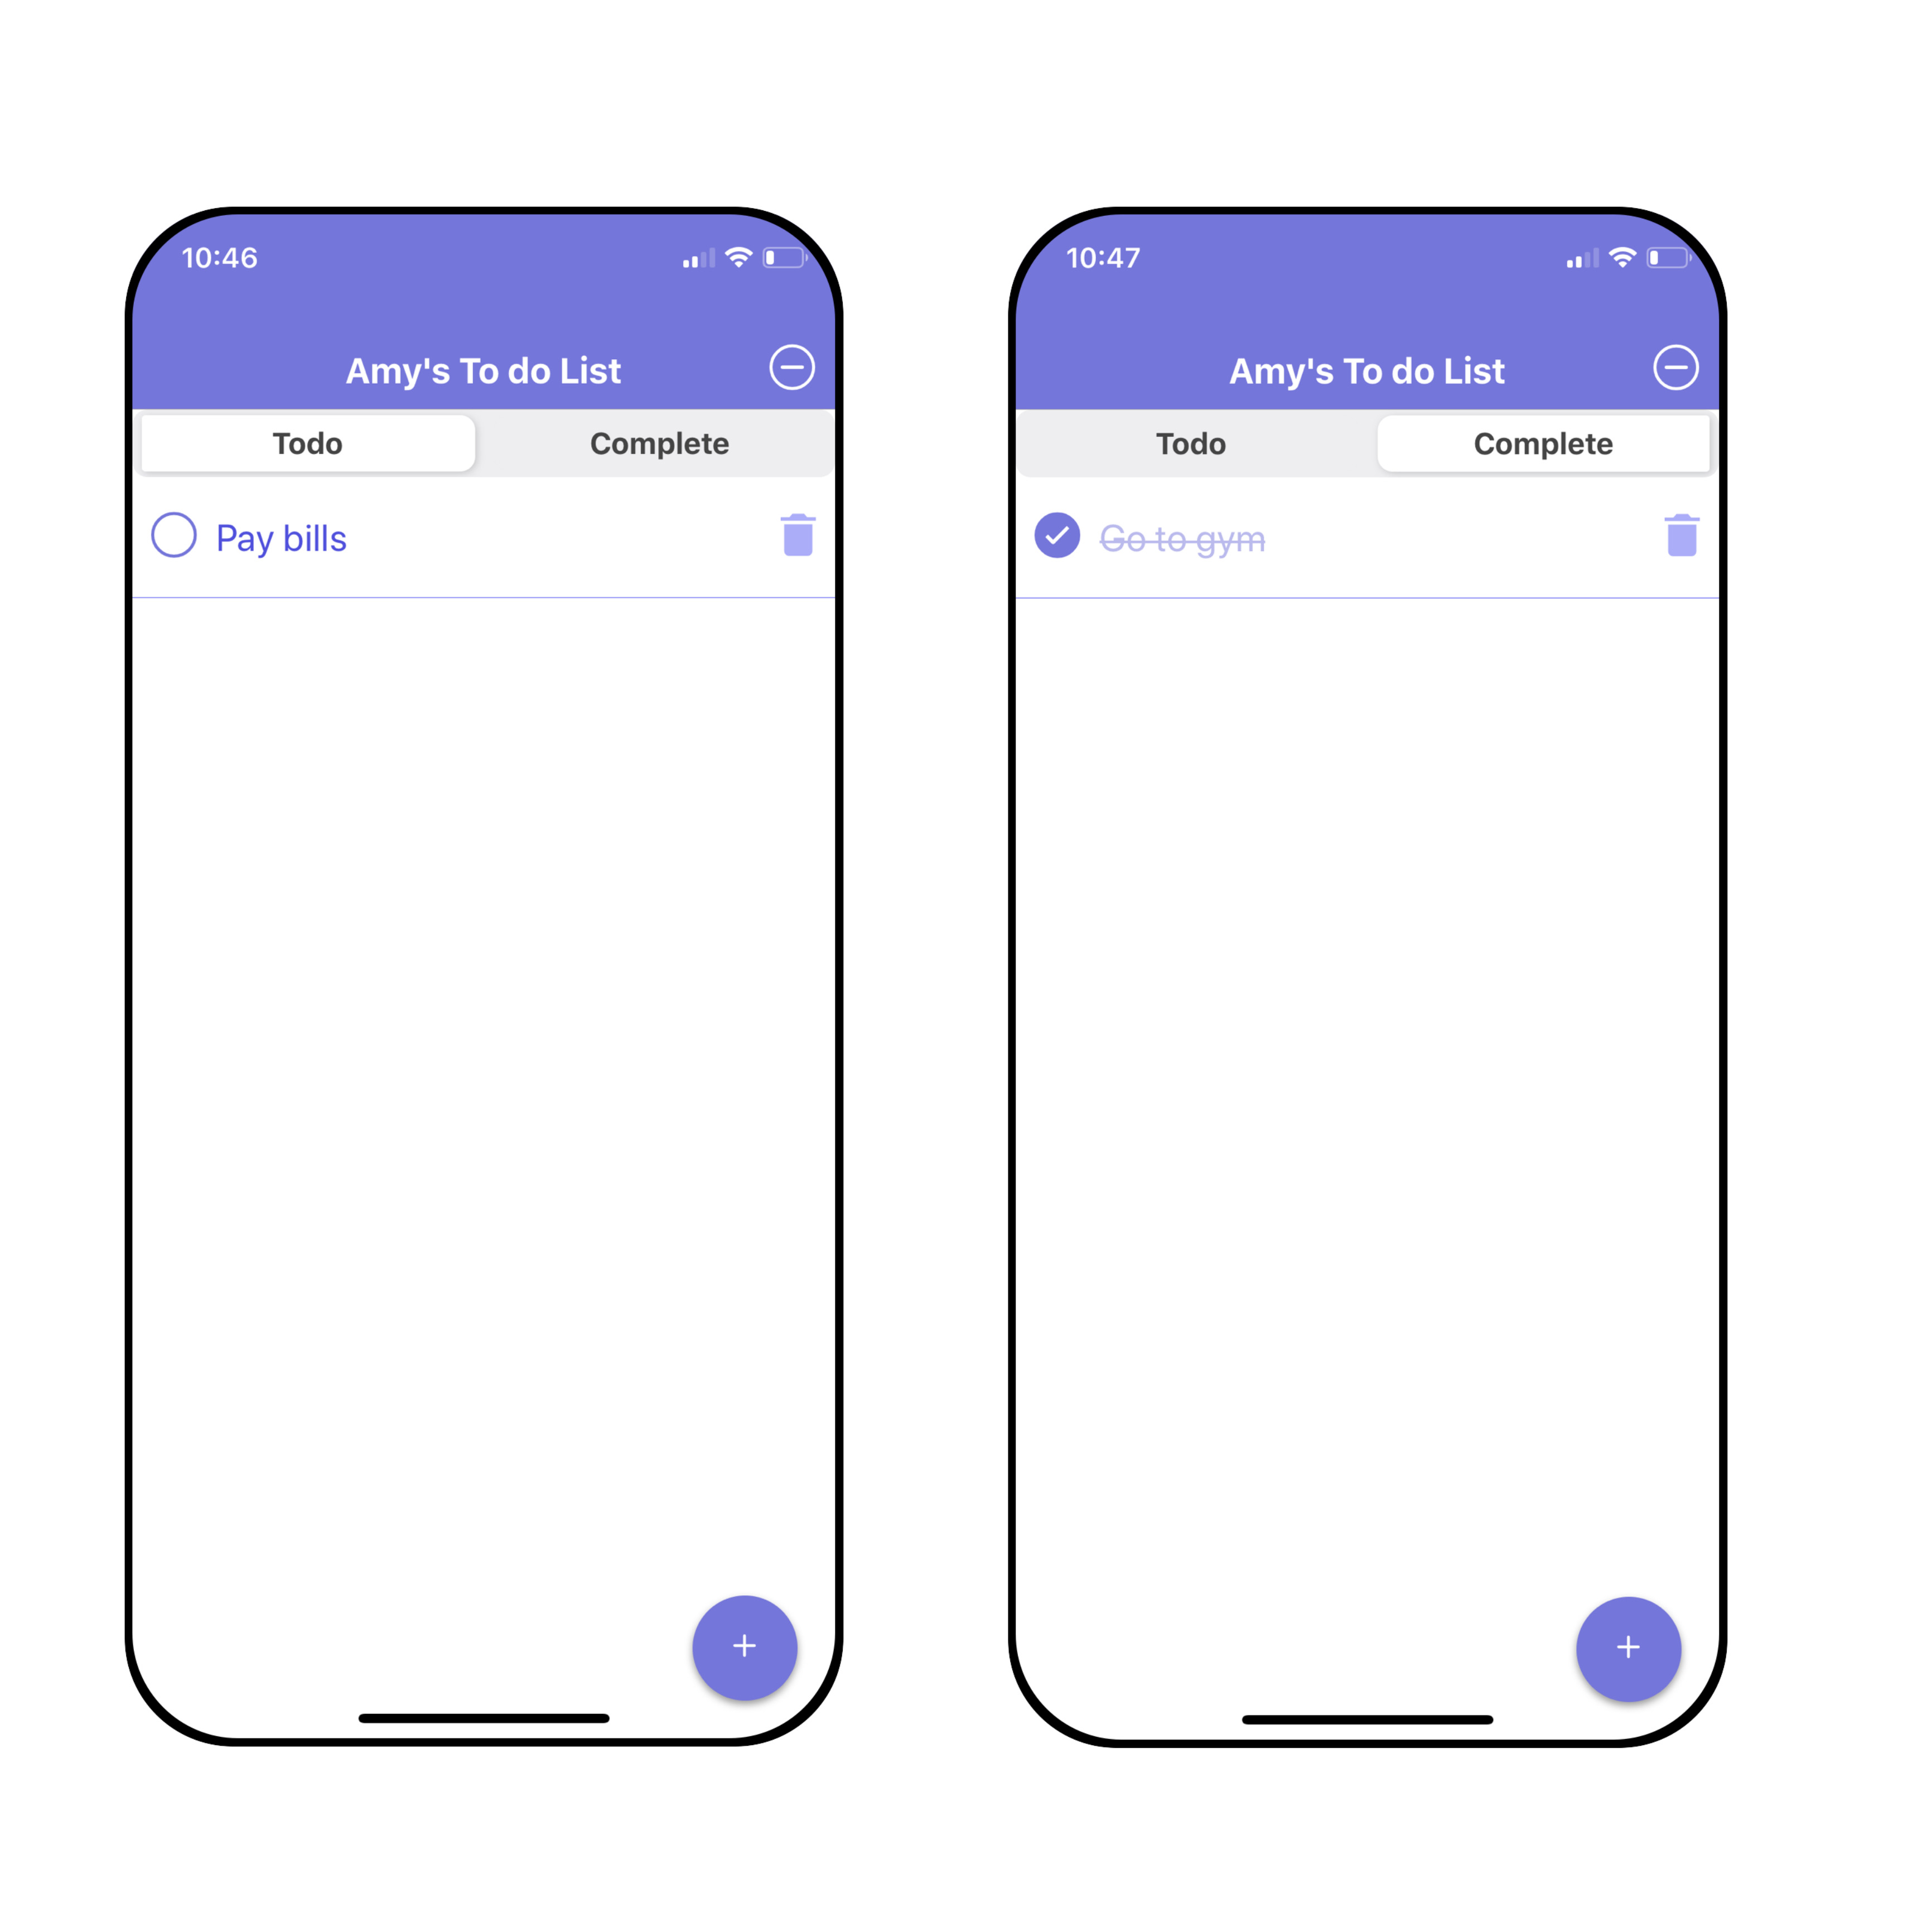 10:46
Amy's To do List
Todo Complete
Pay bills
10:47
Amy's To do List
Todo Complete
Go to gym